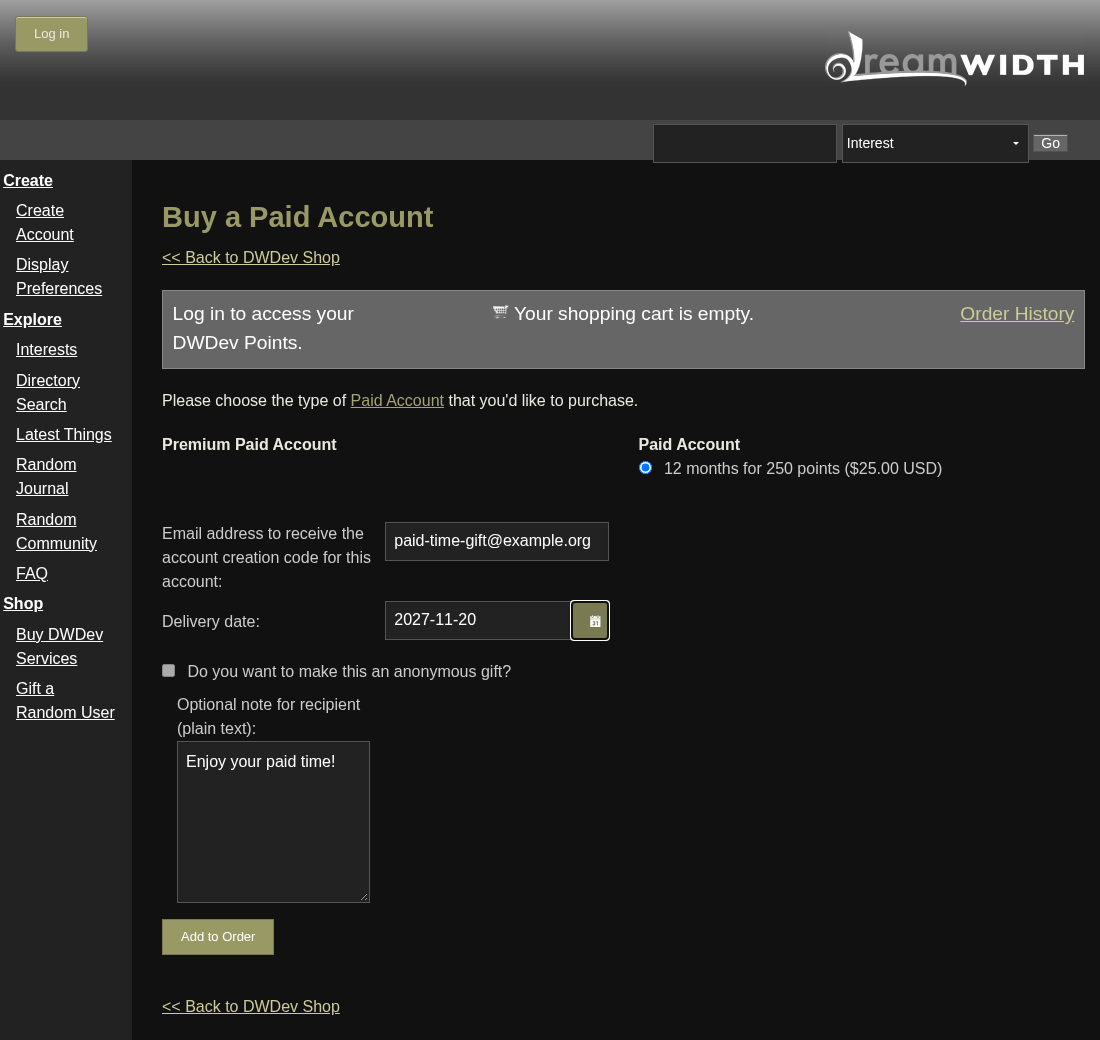 Log in
dreamwidth
Interest
Go
Create
Create
Account
Display
Preferences
Explore
Interests
Directory
Search
Latest Things
Random
Journal
Random
Community
FAQ
Shop
Buy DWDev
Services
Gift a
Random User
Buy a Paid Account
<< Back to DWDev Shop
Log in to access your
DWDev Points.
Your shopping cart is empty.
Order History
Please choose the type of Paid Account that you'd like to purchase.
Premium Paid Account
Paid Account
12 months for 250 points ($25.00 USD)
Email address to receive the
account creation code for this
account:
paid-time-gift@example.org
Delivery date:
2027-11-20
Do you want to make this an anonymous gift?
Optional note for recipient
(plain text):
Enjoy your paid time!
Add to Order
<< Back to DWDev Shop